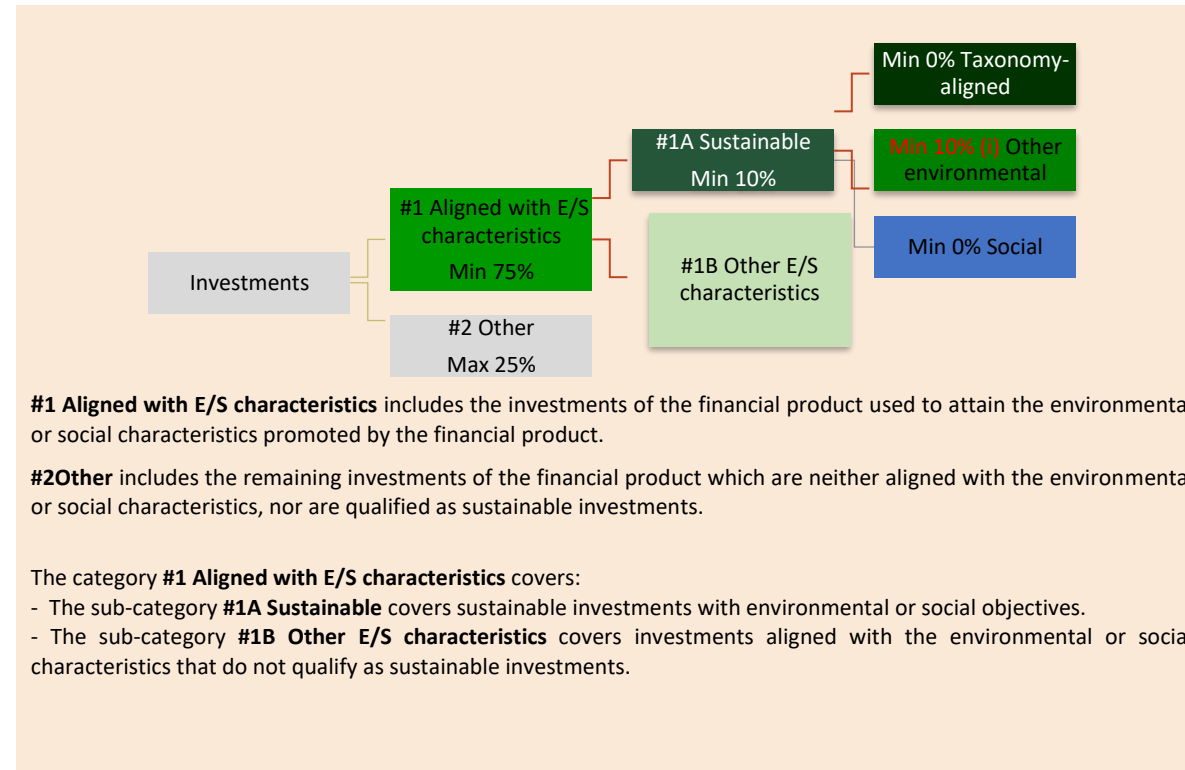 Min 0% Taxonomy-
aligned
#1A Sustainable
Min 10%
Min 10% (i) Other
environmental
#1 Aligned with E/S
characteristics
Min 75%
Min 0% Social
#1B Other E/S
characteristics
Investments
#2 Other
Max 25%
#1 Aligned with E/S characteristics includes the investments of the financial product used to attain the environmenta
or social characteristics promoted by the financial product.
#2Other includes the remaining investments of the financial product which are neither aligned with the environmenta
or social characteristics, nor are qualified as sustainable investments.
The category #1 Aligned with E/S characteristics covers:
- The sub-category #1A Sustainable covers sustainable investments with environmental or social objectives.
- The sub-category #1B Other E/S characteristics covers investments aligned with the environmental or socia
characteristics that do not qualify as sustainable investments.